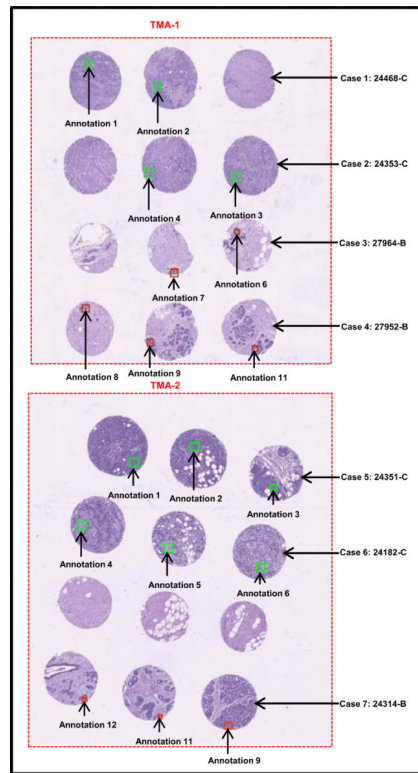 TMA-1
Case 1: 24468-C
Annotation 1
Annotation 2
Case 2: 24353-C
Annotation 4
Annotation 3
Case 3: 27964-B
Annotation 6
Annotation 7
Case 4: 27952-B
Annotation 8
Annotation 9
Annotation 11
TMA-2
Case 5: 24351-C
Annotation 1
Annotation 2
Annotation 3
Case 6: 24182-C
Annotation 4
Annotation 5
Annotation 6
Case 7: 24314-B
Annotation 12
Annotation 11
Annotation 9